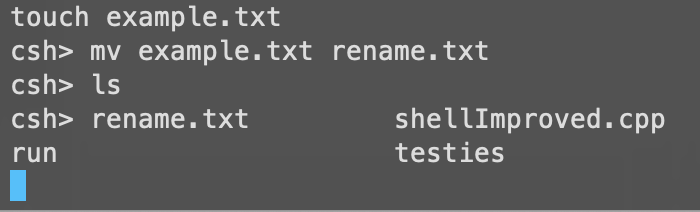 touch example.txt
csh> mv example.txt rename.txt
csh> ls
csh> rename.txt shellImproved.cpp
run testies